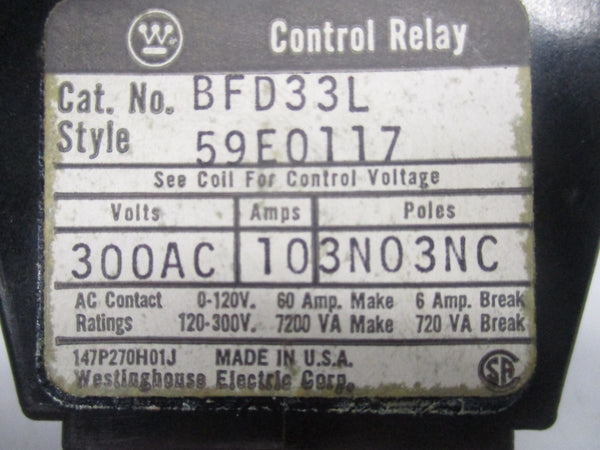 W Control Relay
Cat. No. BFD33L
Style 59E0117
See Coil For Control Voltage
Volts Amps Poles
300AC 10 3NO3NC
AC Contact 0-120V. 60 Amp. Make 6 Amp. Break
Ratings 120-300V. 7200 VA Make 720 VA Break
147P270H01J MADE IN U.S.A.
Westinghouse Electric Corp. SA